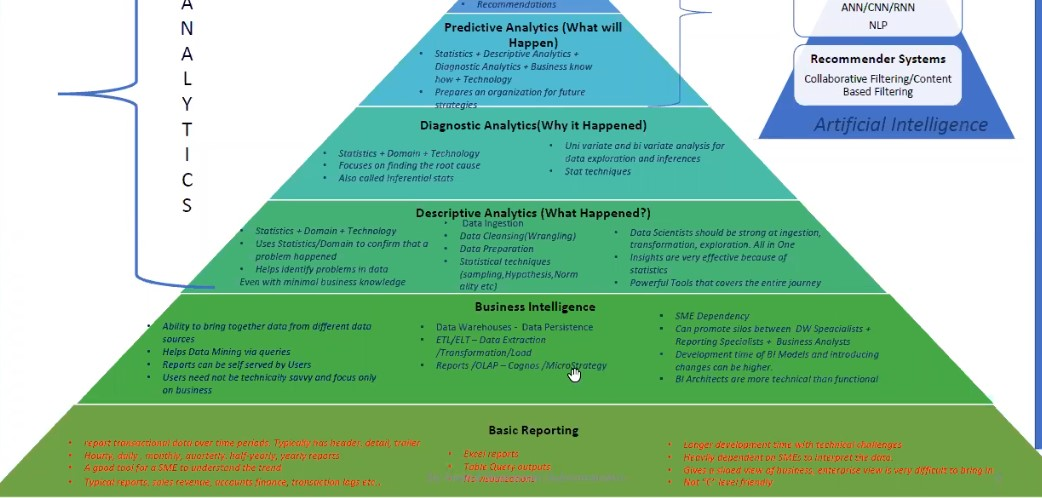 A
N
A
L
Y
T
I
C
S
Recommendations
Predictive Analytics (What will
Happen)
Statistics + Descriptive Analytics +
Diagnostic Analytics + Business know
how + Technology
Prepares an organization for future
strategies
ANN/CNN/RNN
NLP
Recommender Systems
Collaborative Filtering/Content
Based Filtering
Artificial Intelligence
Diagnostic Analytics(Why it Happened)
Statistics + Domain + Technology
Focuses on finding the root cause
Also called Inferential stats
Uni variate and bi variate analysis for
data exploration and inferences
Stat techniques
Descriptive Analytics (What Happened?)
Statistics + Domain + Technology
Uses Statistics/Domain to confirm that a
problem happened
Helps Identify problems in data
Even with minimal business knowledge
Data Ingestion
Data Cleansing(Wrangling)
Data Preparation
Statistical techniques
(sampling,Hypothesis,Norm
ality etc)
Data Scientists should be strong at ingestion,
transformation, exploration. All in One
Insights are very effective because of
statistics
Powerful Tools that covers the entire journey
Business Intelligence
Ability to bring together data from different data
sources
Helps Data Mining via queries
Reports can be self served by Users
Users need not be technically savvy and focus only
on business
Data Warehouses - Data Persistence
ETL/ELT – Data Extraction
/Transformation/Load
Reports /OLAP – Cognos /MicroStrategy
SME Dependency
Can promote silos between DW Speacialists +
Reporting Specialists + Business Analysts
Development time of BI Models and introducing
changes can be higher.
BI Architects are more technical than functional
Basic Reporting
report transactional data over time periods. Typically has header, detail, trailer
Hourly, daily, monthly, quarterly, half-yearly, yearly reports
A good tool for a SME to understand the trend
Typical reports, sales revenue, accounts finance, transaction logs etc..
Excel reports
Table Query outputs
Longer development time with technical challenges
Heavily dependent on SMEs to interpret the data.
Gives a siloed view of business, enterprise view is very difficult to bring in
Not "C" level friendly